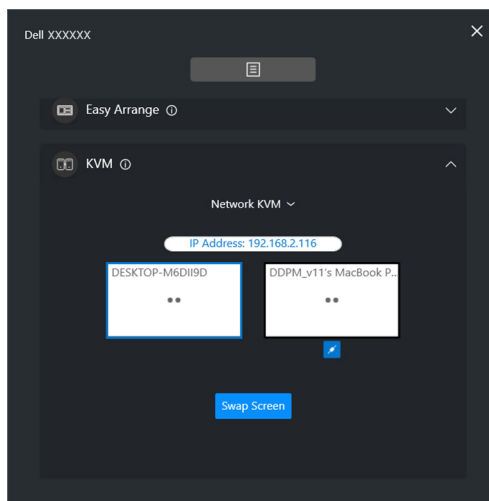 Dell XXXXXX
Easy Arrange
KVM
Network KVM
IP Address: 192.168.2.116
DESKTOP-M6DII9D
DDPM_v11's MacBook P..
Swap Screen